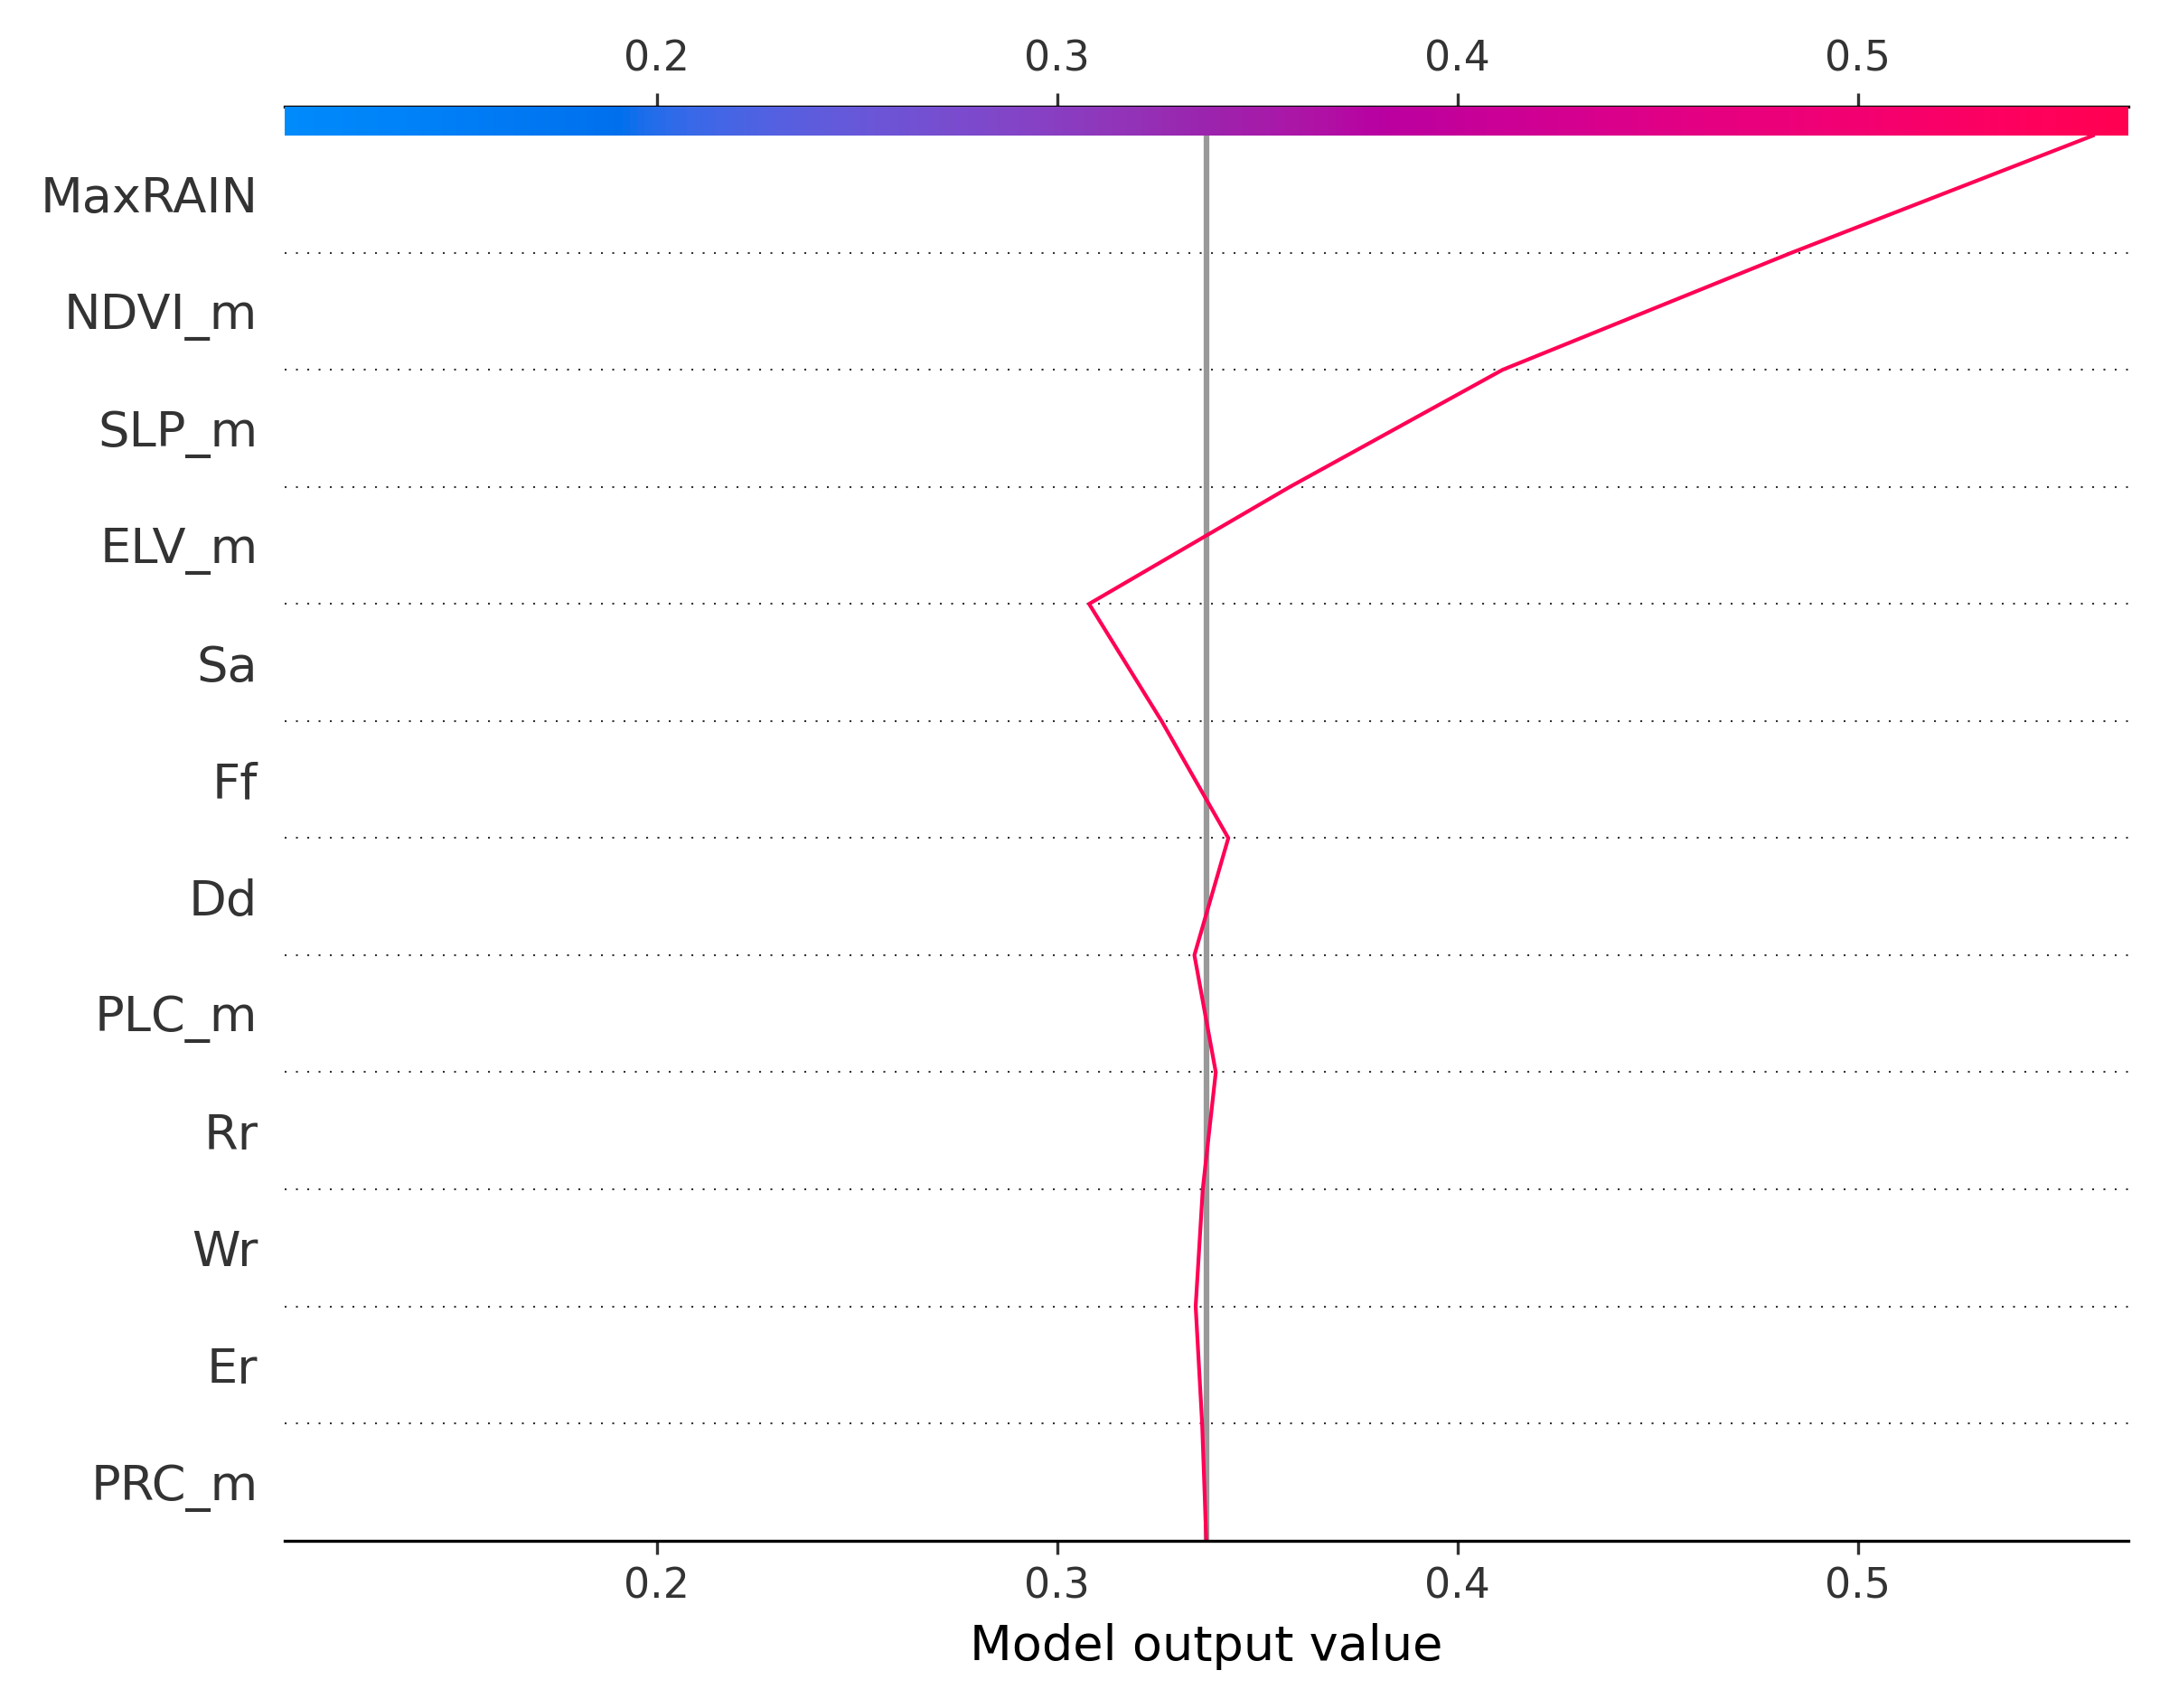 0.2 0.3 0.4 0.5
MaxRAIN
NDVI_m
SLP_m
ELV_m
Sa
Ff
Dd
PLC_m
Rr
Wr
Er
PRC_m
0.2 0.3 0.4 0.5
Model output value